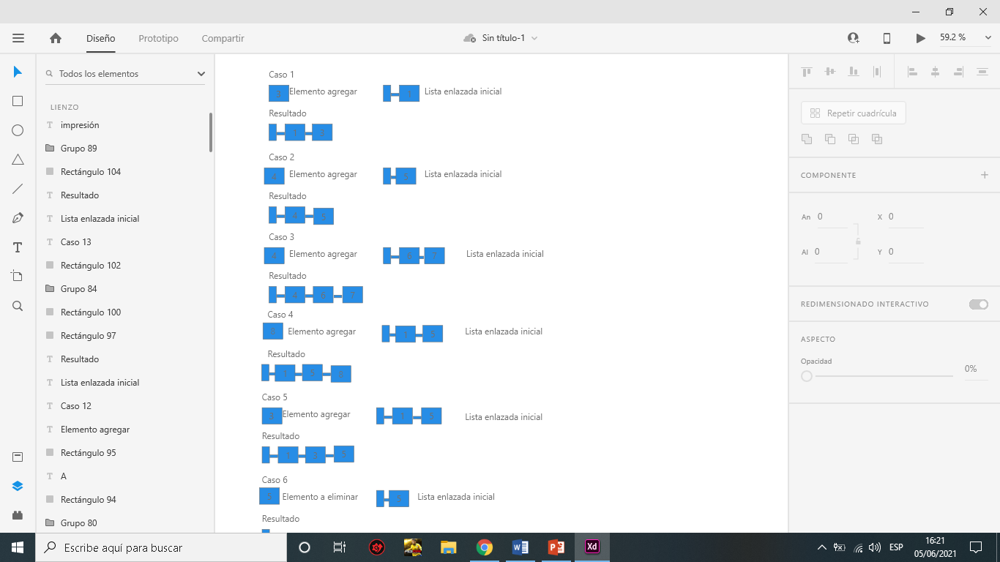 Diseño Prototipo Compartir Sin título-1 59.2 %
Todos los elementos
LIENZO
impresión
Grupo 89
Rectángulo 104
Resultado
Lista enlazada inicial
Caso 13
Rectángulo 102
Grupo 84
Rectángulo 100
Rectángulo 97
Resultado
Lista enlazada inicial
Caso 12
Elemento agregar
Rectángulo 95
A
Rectángulo 94
Grupo 80
Caso 1
3 Elemento agregar Lista enlazada inicial
Resultado
Caso 2
4 Elemento agregar 5 Lista enlazada inicial
Resultado
4 5
Caso 3
Elemento agregar 6 7 Lista enlazada inicial
Resultado
4 6 7
Caso 4
Elemento agregar 1 5 Lista enlazada inicial
Resultado
1 5
Caso 5
3 Elemento agregar 1 5 Lista enlazada inicial
Resultado
1 3 5
Caso 6
5 Elemento a eliminar 5 Lista enlazada inicial
Resultado
Repetir cuadrícula
COMPONENTE
An 0 X 0
Al 0 Y 0
REDIMENSIONADO INTERACTIVO
ASPECTO
Opacidad
0%
Escribe aquí para buscar
Xd
ESP
16:21
05/06/2021